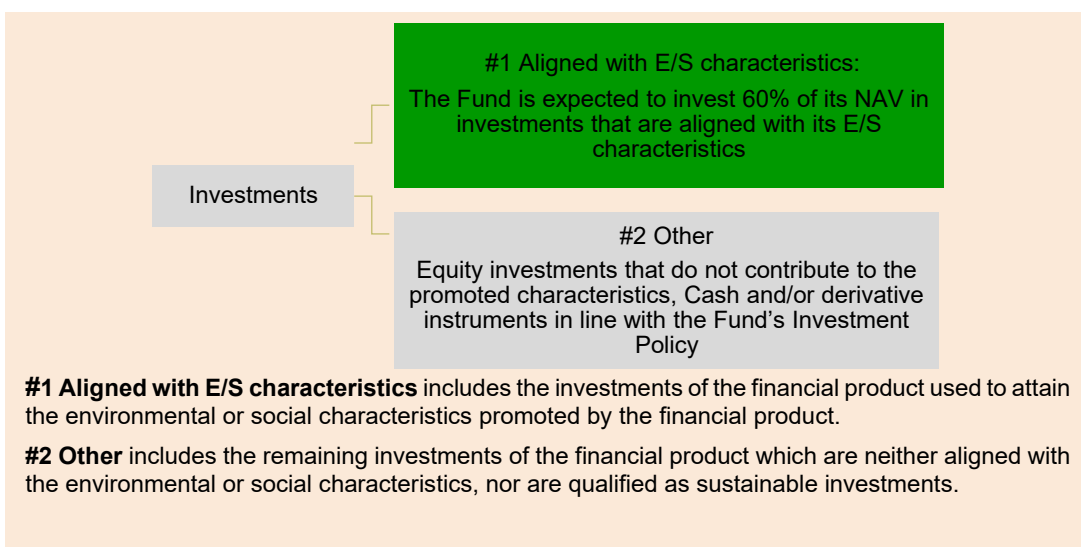 #1 Aligned with E/S characteristics:
The Fund is expected to invest 60% of its NAV in
investments that are aligned with its E/S
characteristics
Investments
#2 Other
Equity investments that do not contribute to the
promoted characteristics, Cash and/or derivative
instruments in line with the Fund’s Investment
Policy
#1 Aligned with E/S characteristics includes the investments of the financial product used to attain
the environmental or social characteristics promoted by the financial product.
#2 Other includes the remaining investments of the financial product which are neither aligned with
the environmental or social characteristics, nor are qualified as sustainable investments.